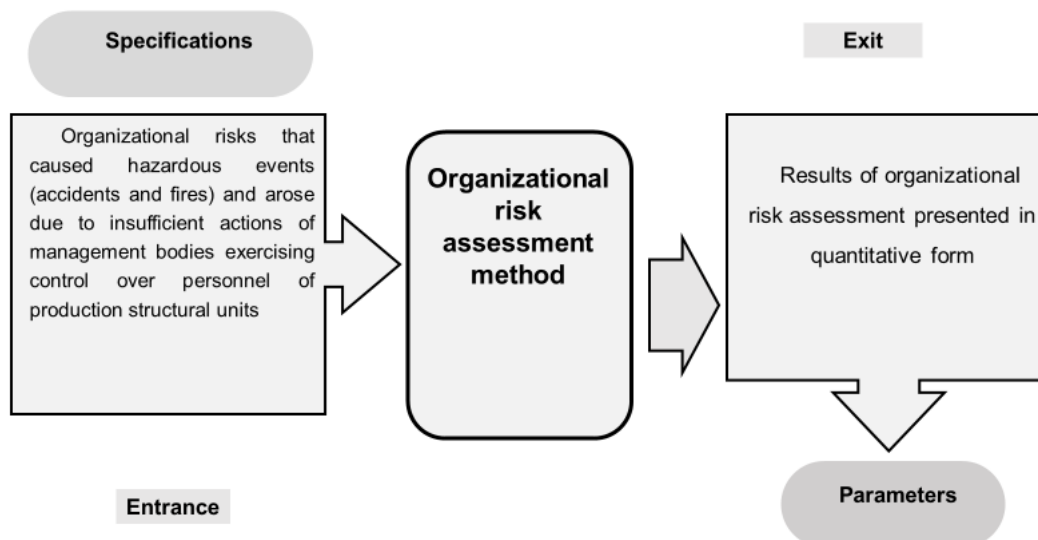 Specifications
Exit
Organizational risks that
caused hazardous events
(accidents and fires) and arose
due to insufficient actions of
management bodies exercising
control over personnel of
production structural units
Organizational
risk
assessment
method
Results of organizational
risk assessment presented in
quantitative form
Entrance
Parameters